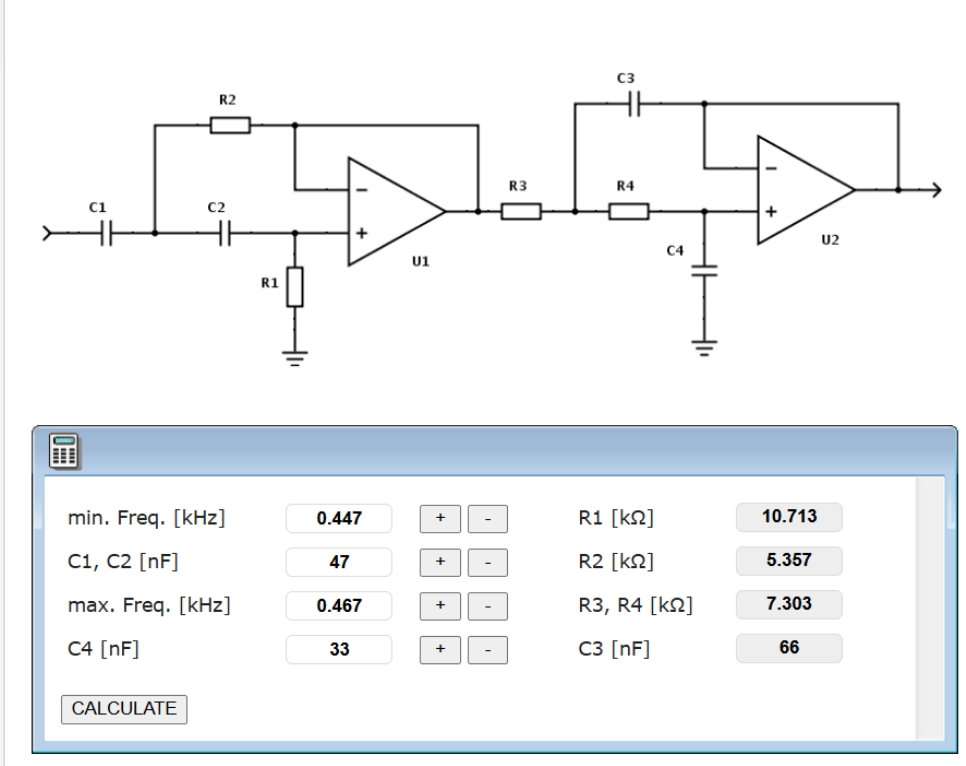 C3
R2
R3
R4
C1
C2
−
+
U2
C4
−
+
U1
R1
min. Freq. [kHz] 0.447 + - R1 [kΩ] 10.713
C1, C2 [nF] 47 + - R2 [kΩ] 5.357
max. Freq. [kHz] 0.467 + - R3, R4 [kΩ] 7.303
C4 [nF] 33 + - C3 [nF] 66
CALCULATE